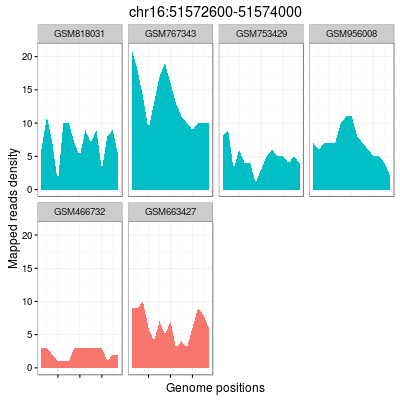 chr16:51572600-51574000
GSM818031 GSM767343 GSM753429 GSM956008
20
15
10
5
0
GSM466732 GSM663427
20
15
10
5
0
Mapped reads density
Genome positions